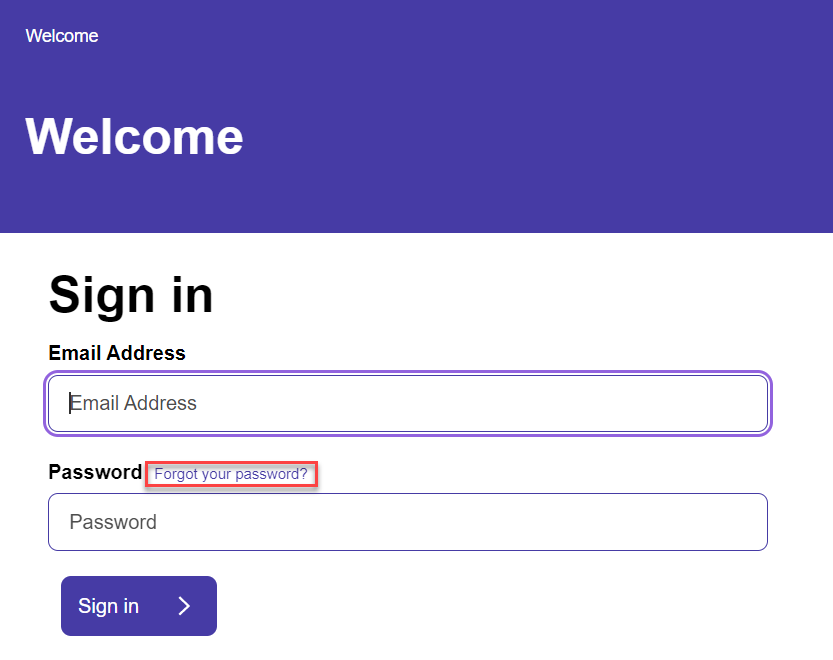 Welcome
Welcome
Sign in
Email Address
Email Address
Password Forgot your password?
Password
Sign in